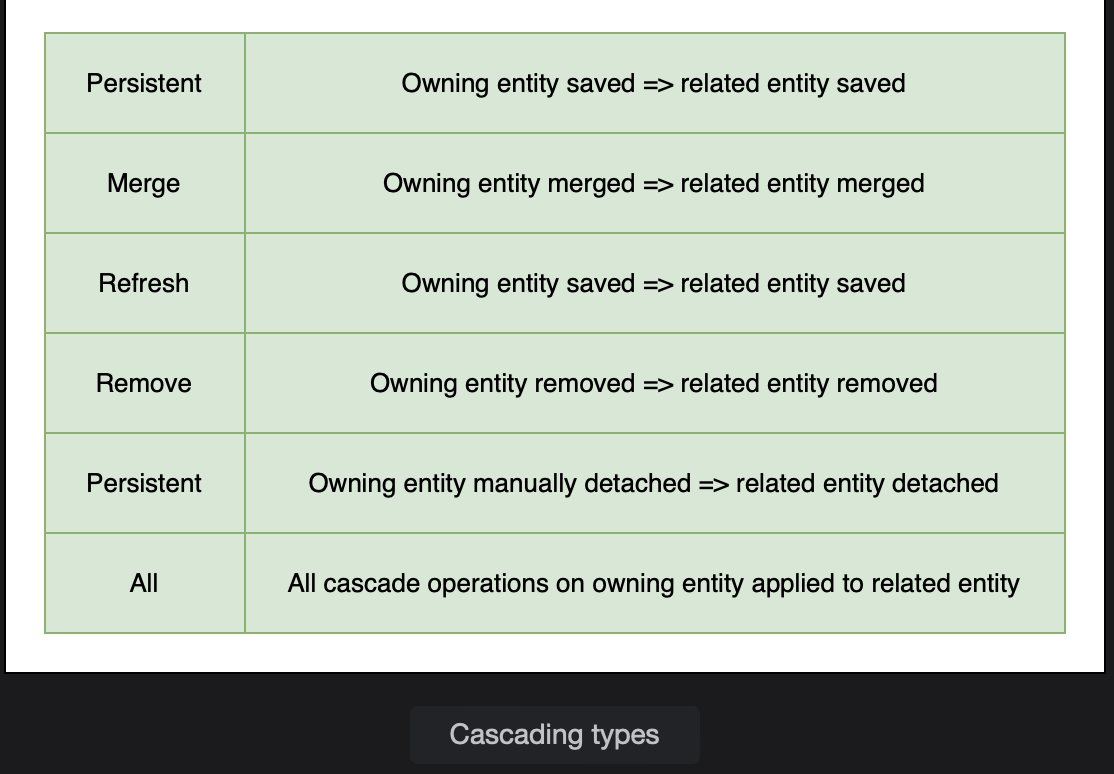 Persistent Owning entity saved => related entity saved
Merge Owning entity merged => related entity merged
Refresh Owning entity saved => related entity saved
Remove Owning entity removed => related entity removed
Persistent Owning entity manually detached => related entity detached
All All cascade operations on owning entity applied to related entity
Cascading types